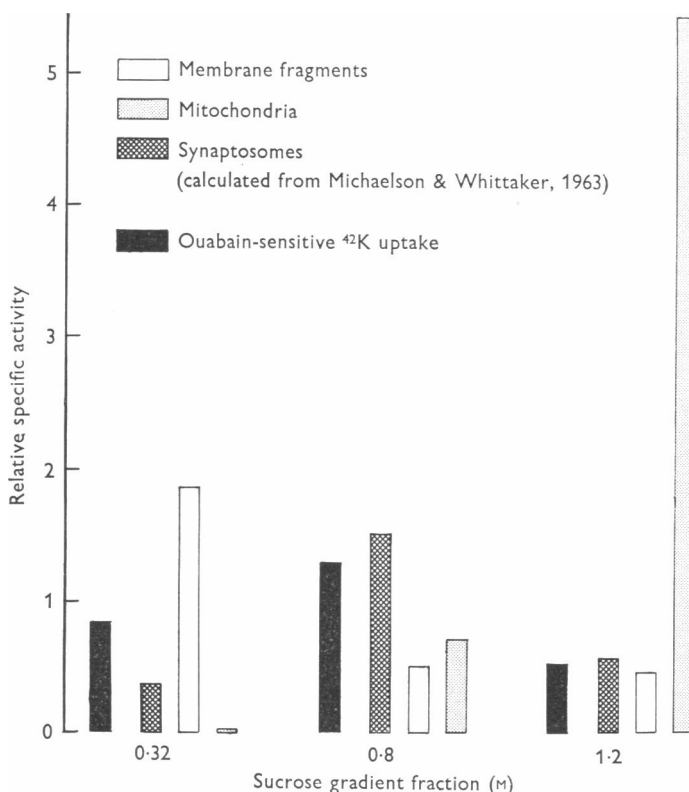 5
4
3
2
1
0
Relative specific activity
Membrane fragments
Mitochondria
Synaptosomes
(calculated from Michaelson & Whittaker, 1963)
Ouabain-sensitive ⁴²K uptake
0·32
0·8
1·2
Sucrose gradient fraction (M)